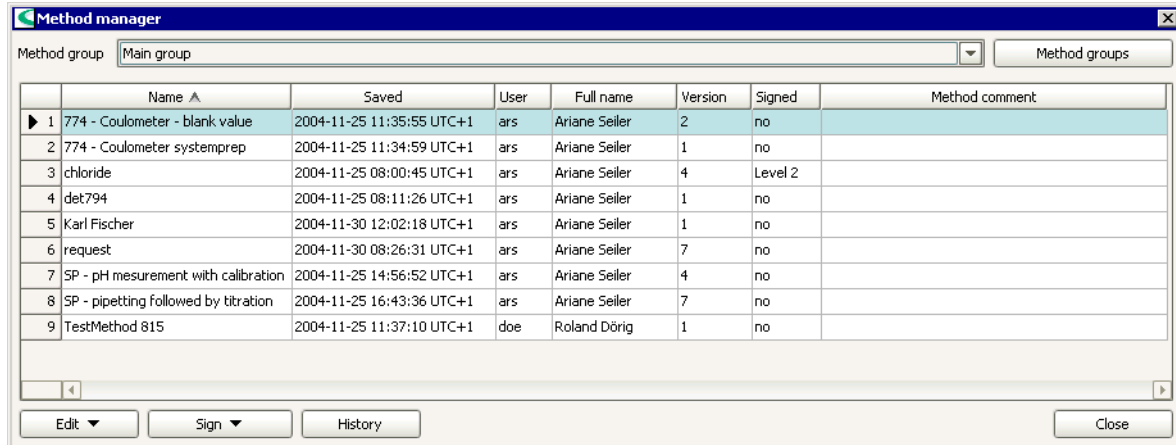 Method manager
Method group Main group Method groups
Name Saved User Full name Version Signed Method comment
1 774 - Coulometer - blank value 2004-11-25 11:35:55 UTC+1 ars Ariane Seiler 2 no
2 774 - Coulometer systemprep 2004-11-25 11:34:59 UTC+1 ars Ariane Seiler 1 no
3 chloride 2004-11-25 08:00:45 UTC+1 ars Ariane Seiler 4 Level 2
4 det794 2004-11-25 08:11:26 UTC+1 ars Ariane Seiler 1 no
5 Karl Fischer 2004-11-30 12:02:18 UTC+1 ars Ariane Seiler 1 no
6 request 2004-11-30 08:26:31 UTC+1 ars Ariane Seiler 7 no
7 SP - pH mesurement with calibration 2004-11-25 14:56:52 UTC+1 ars Ariane Seiler 4 no
8 SP - pipetting followed by titration 2004-11-25 16:43:36 UTC+1 ars Ariane Seiler 7 no
9 TestMethod 815 2004-11-25 11:37:10 UTC+1 doe Roland Dörig 1 no
Edit Sign History Close